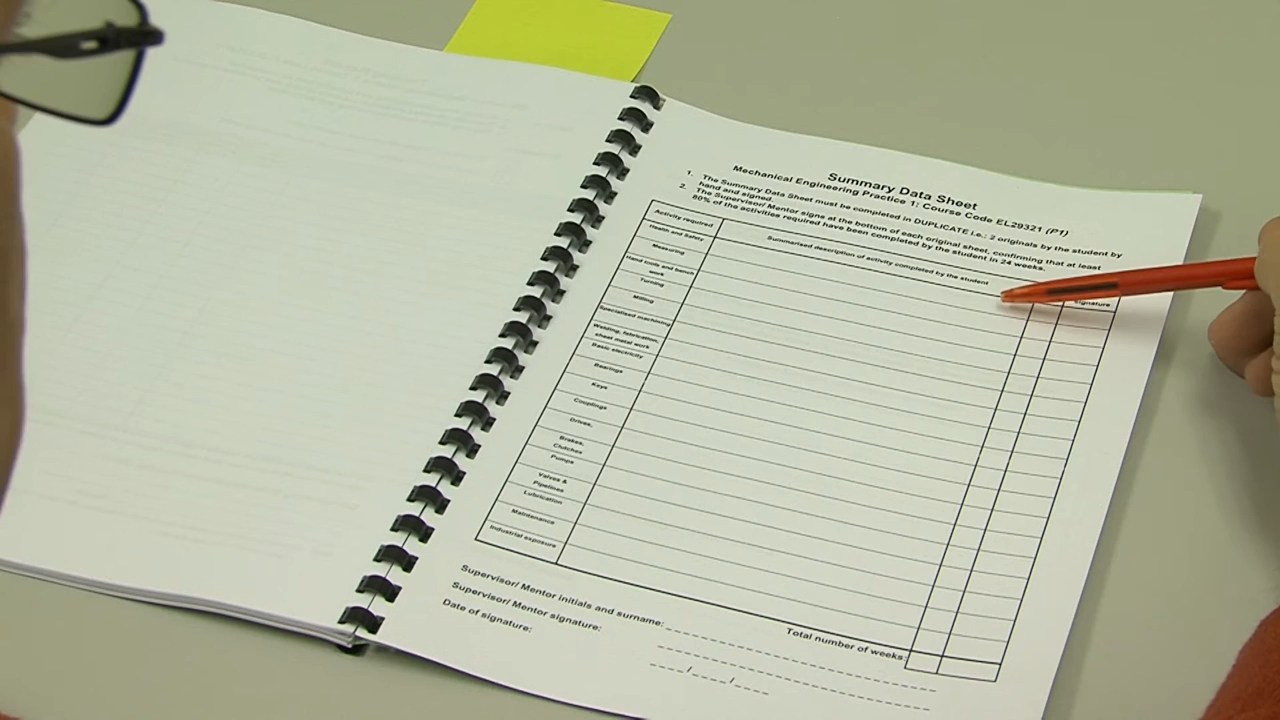 Summary Data Sheet
Mechanical Engineering Practice 1: Course Code EL29321 (P1)
1. The Summary Data Sheet must be completed in DUPLICATE i.e.: 2 originals by the student by
hand and signed.
2. The Supervisor/ Mentor signs at the bottom of each original sheet, confirming that at least
80% of the activities required have been completed by the student in 24 weeks.
Activity required
Summarised description of activity completed by the student
Signature
Health and Safety
Measuring
Hand tools and bench
work
Turning
Milling
Specialised machining
Welding, fabrication,
sheet metal work
Basic electricity
Bearings
Keys
Couplings
Drives,
Brakes,
Clutches
Pumps
Valves &
Pipelines
Lubrication
Maintenance
Industrial exposure
Total number of weeks:
Supervisor/ Mentor initials and surname:
Supervisor/ Mentor signature:
Date of signature: